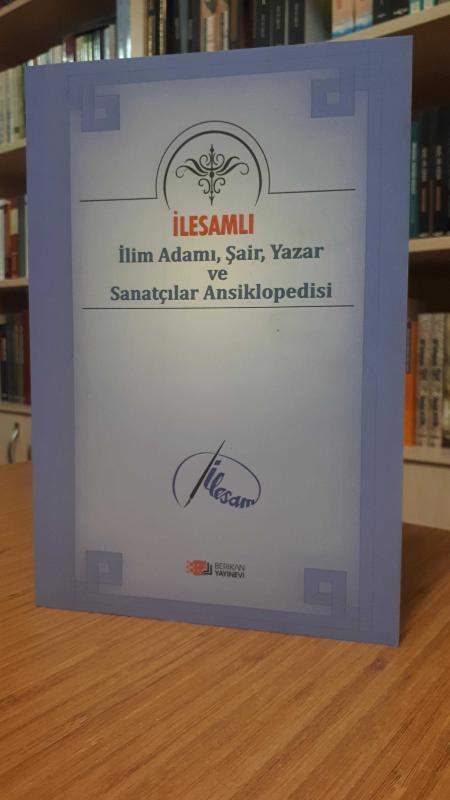 İLESAMLI
İlim Adamı, Şair, Yazar
ve
Sanatçılar Ansiklopedisi
İlesam
BERİKAN
YAYINEVİ